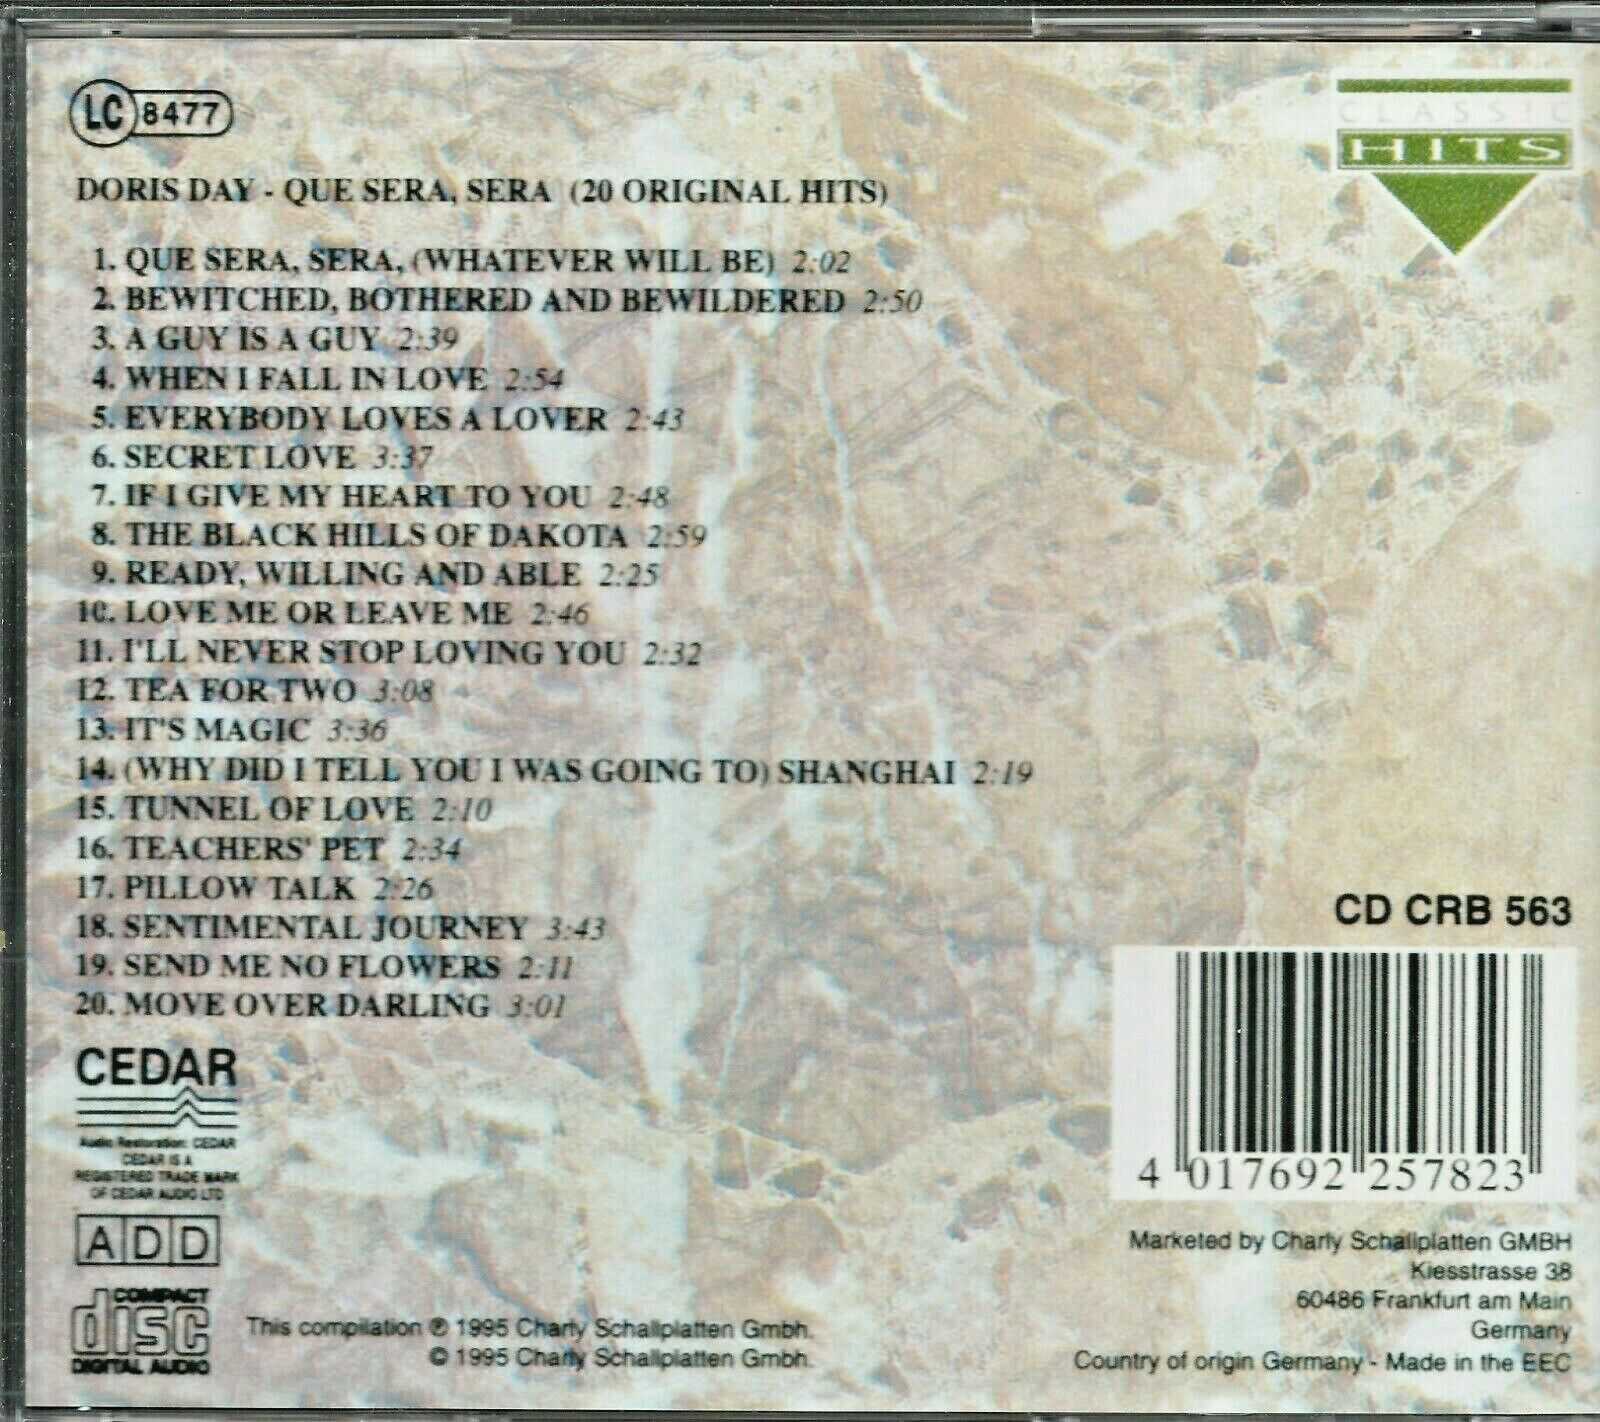 LC 8477
CLASSIC
HITS
DORIS DAY - QUE SERA, SERA (20 ORIGINAL HITS)
1. QUE SERA, SERA, (WHATEVER WILL BE) 2:02
2. BEWITCHED, BOTHERED AND BEWILDERED 2:50
3. A GUY IS A GUY 2:39
4. WHEN I FALL IN LOVE 2:54
5. EVERYBODY LOVES A LOVER 2:43
6. SECRET LOVE 3:37
7. IF I GIVE MY HEART TO YOU 2:48
8. THE BLACK HILLS OF DAKOTA 2:59
9. READY, WILLING AND ABLE 2:25
10. LOVE ME OR LEAVE ME 2:46
11. I'LL NEVER STOP LOVING YOU 2:32
12. TEA FOR TWO 3:08
13. IT'S MAGIC 3:36
14. (WHY DID I TELL YOU I WAS GOING TO) SHANGHAI 2:19
15. TUNNEL OF LOVE 2:10
16. TEACHERS' PET 2:34
17. PILLOW TALK 2:26
18. SENTIMENTAL JOURNEY 3:43
19. SEND ME NO FLOWERS 2:11
20. MOVE OVER DARLING 3:01
CEDAR
Audio Restoration: CEDAR
CEDAR IS A
REGISTERED TRADE MARK
OF CEDAR AUDIO LTD
ADD
COMPACT
disc
DIGITAL AUDIO
This compilation ℗ 1995 Charly Schallplatten Gmbh.
© 1995 Charly Schallplatten Gmbh.
CD CRB 563
4 017692 257823
Marketed by Charly Schallplatten GMBH
Kiesstrasse 38
60486 Frankfurt am Main
Germany
Country of origin Germany - Made in the EEC